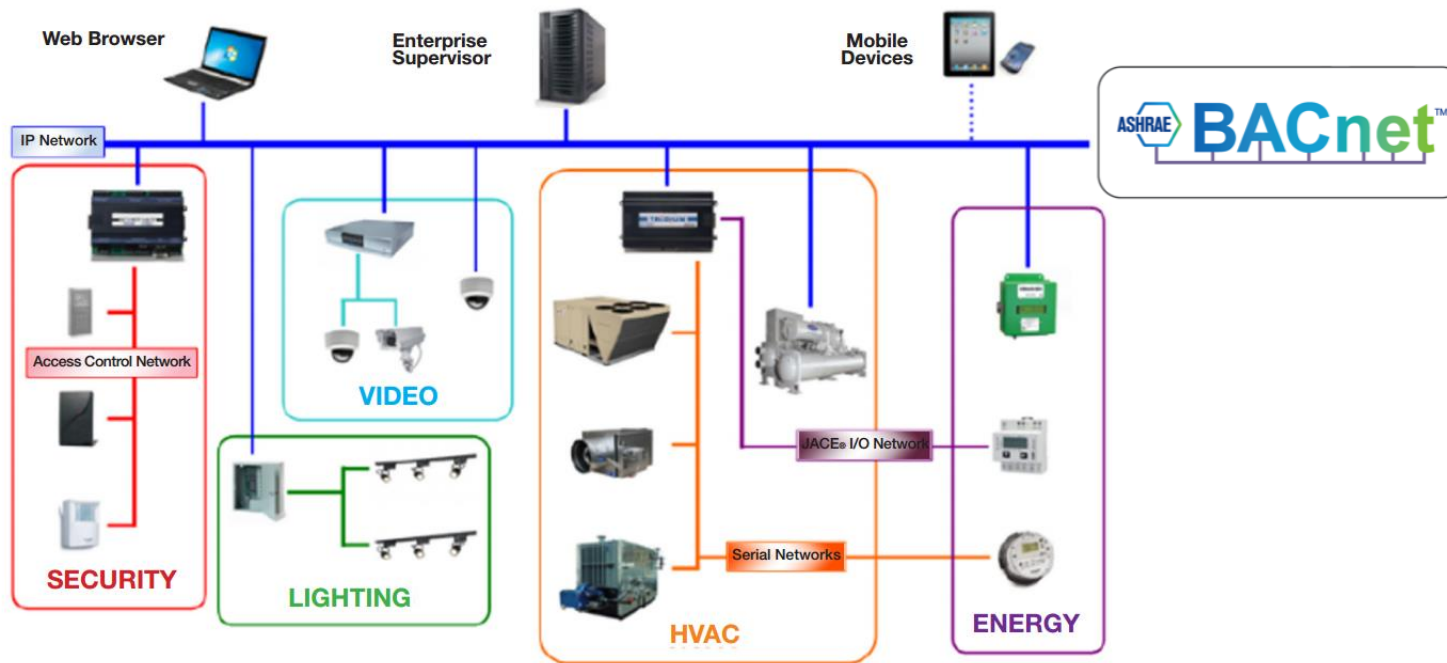 Web Browser
Enterprise
Supervisor
Mobile
Devices
ASHRAE BACnet™
IP Network
Access Control Network
VIDEO
JACE® I/O Network
Serial Networks
SECURITY
LIGHTING
HVAC
ENERGY